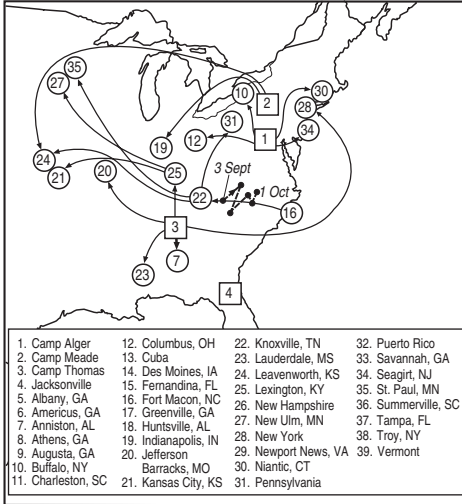 35
27
10
2
30
28
31
12
1
34
19
24
21
20
25
3 Sept
1 Oct
22
16
3
7
23
4
1. Camp Alger
2. Camp Meade
3. Camp Thomas
4. Jacksonville
5. Albany, GA
6. Americus, GA
7. Anniston, AL
8. Athens, GA
9. Augusta, GA
10. Buffalo, NY
11. Charleston, SC
12. Columbus, OH
13. Cuba
14. Des Moines, IA
15. Fernandina, FL
16. Fort Macon, NC
17. Greenville, GA
18. Huntsville, AL
19. Indianapolis, IN
20. Jefferson
Barracks, MO
21. Kansas City, KS
22. Knoxville, TN
23. Lauderdale, MS
24. Leavenworth, KS
25. Lexington, KY
26. New Hampshire
27. New Ulm, MN
28. New York
29. Newport News, VA
30. Niantic, CT
31. Pennsylvania
32. Puerto Rico
33. Savannah, GA
34. Seagirt, NJ
35. St. Paul, MN
36. Summerville, SC
37. Tampa, FL
38. Troy, NY
39. Vermont